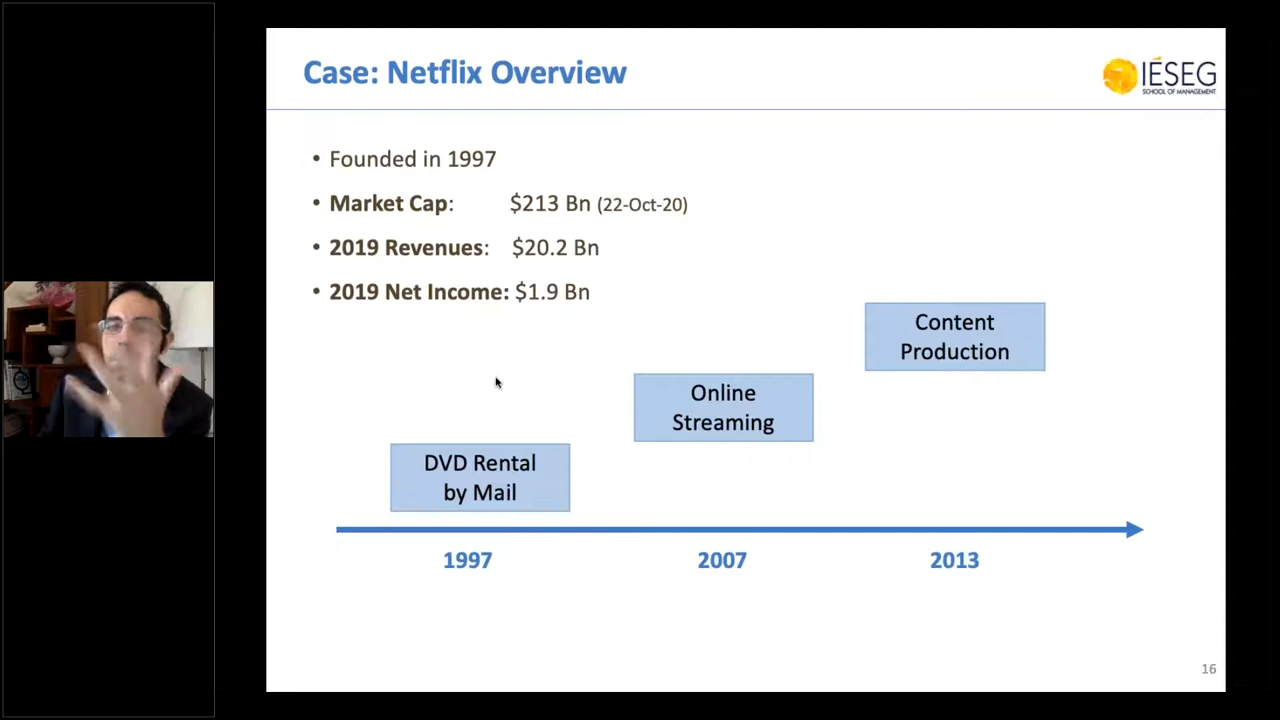 Case: Netflix Overview
IÉSEG
SCHOOL OF MANAGEMENT
• Founded in 1997
• Market Cap: $213 Bn (22-Oct-20)
• 2019 Revenues: $20.2 Bn
• 2019 Net Income: $1.9 Bn
Content
Production
Online
Streaming
DVD Rental
by Mail
1997
2007
2013
16